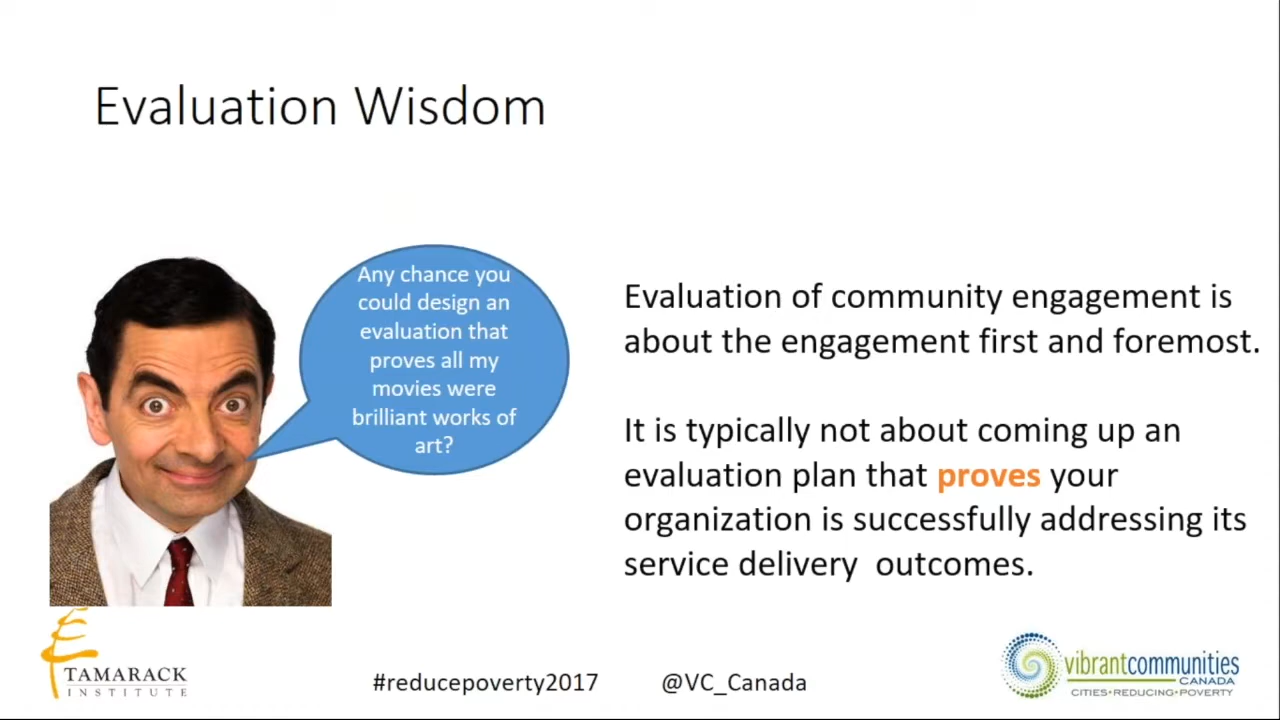 Evaluation Wisdom
Any chance you
could design an
evaluation that
proves all my
movies were
brilliant works of
art?
Evaluation of community engagement is
about the engagement first and foremost.
It is typically not about coming up an
evaluation plan that proves your
organization is successfully addressing its
service delivery  outcomes.
TAMARACK
INSTITUTE
#reducepoverty2017
@VC_Canada
vibrantcommunities
CANADA
CITIES•REDUCING•POVERTY